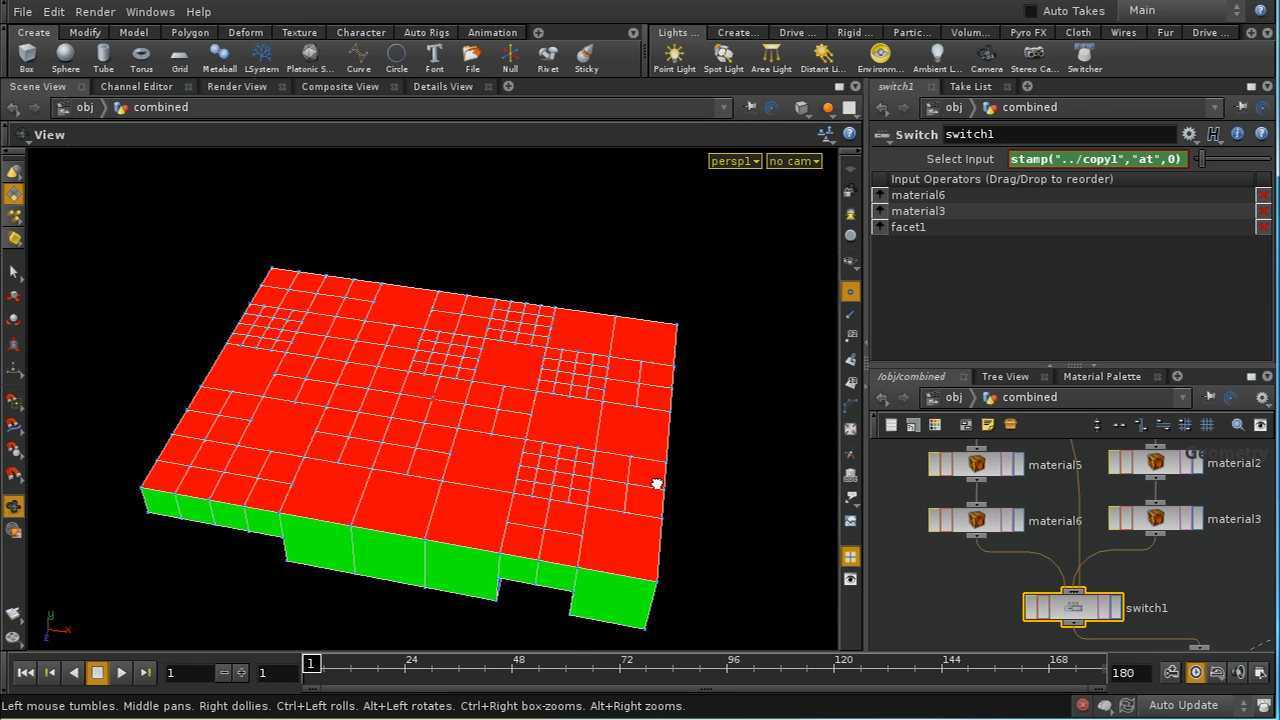 File Edit Render Windows Help Auto Takes Main
Create Modify Model Polygon Deform Texture Character Auto Rigs Animation Lights ... Create... Drive ... Rigid ... Partic... Volum... Pyro FX Cloth Wires Fur Drive ...
Box Sphere Tube Torus Grid Metaball LSystem Platonic S... Curve Circle Font File Null Rivet Sticky Point Light Spot Light Area Light Distant Li... Environm... Ambient L... Camera Stereo Ca... Switcher
Scene View Channel Editor Render View Composite View Details View switch1 Take List
obj combined obj combined
View Switch switch1
persp1 no cam
Select Input stamp("../copy1","at",0)
Input Operators (Drag/Drop to reorder)
material6
material3
facet1
/obj/combined Tree View Material Palette
obj combined
Geometry
material5 material2
material6 material3
switch1
y
x
z
1 1 1 24 48 72 96 120 144 168 180
Left mouse tumbles. Middle pans. Right dollies. Ctrl+Left rolls. Alt+Left rotates. Ctrl+Right box-zooms. Alt+Right zooms. Auto Update